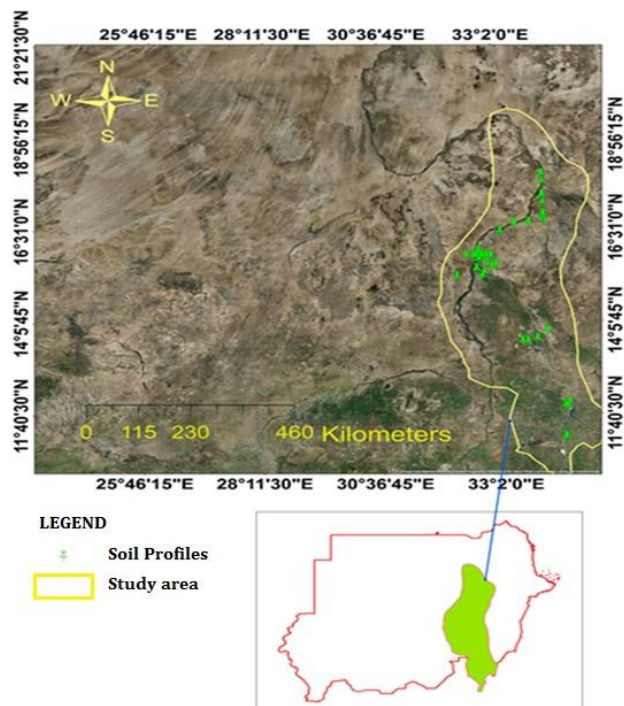 25°46'15"E 28°11'30"E 30°36'45"E 33°2'0"E
21°21'30"N
18°56'15"N
16°31'0"N
14°5'45"N
11°40'30"N
N
W E
S
18°56'15"N
16°31'0"N
14°5'45"N
11°40'30"N
0 115 230 460 Kilometers
25°46'15"E 28°11'30"E 30°36'45"E 33°2'0"E
LEGEND
Soil Profiles
Study area